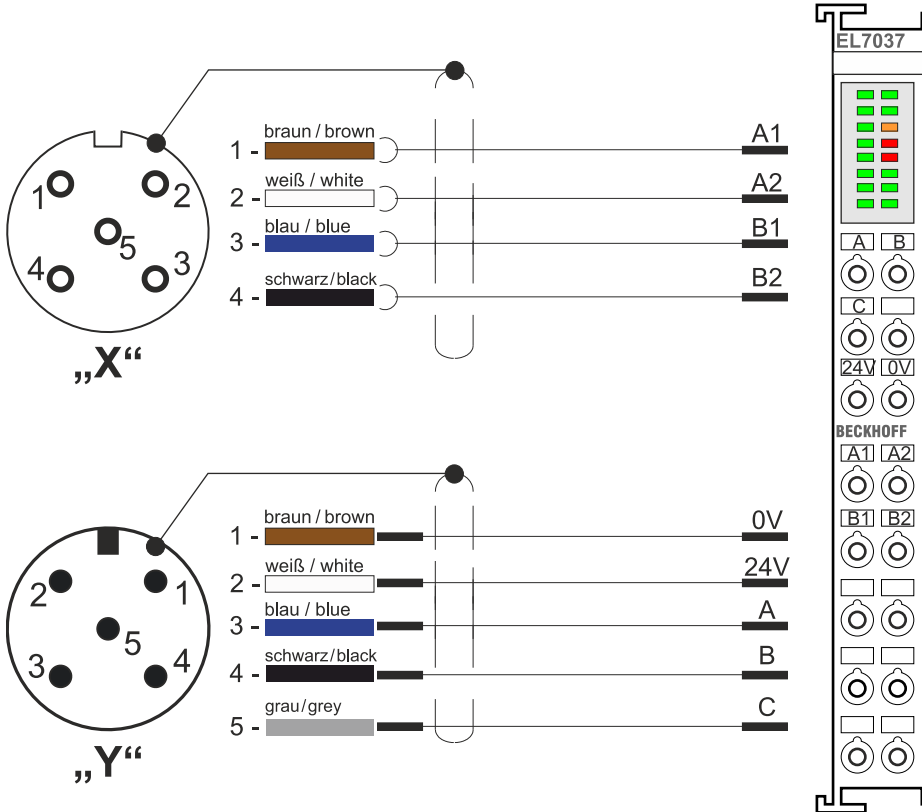 EL7037
braun / brown
1 -
A1
weiß / white
2 -
A2
blau / blue
3 -
B1
schwarz/black
4 -
B2
1
2
5
4
3
„X“
A B
C
24V 0V
BECKHOFF
A1 A2
B1 B2
braun / brown
1 -
0V
weiß / white
2 -
24V
blau / blue
3 -
A
schwarz/black
4 -
B
grau/grey
5 -
C
2
1
5
3
4
„Y“